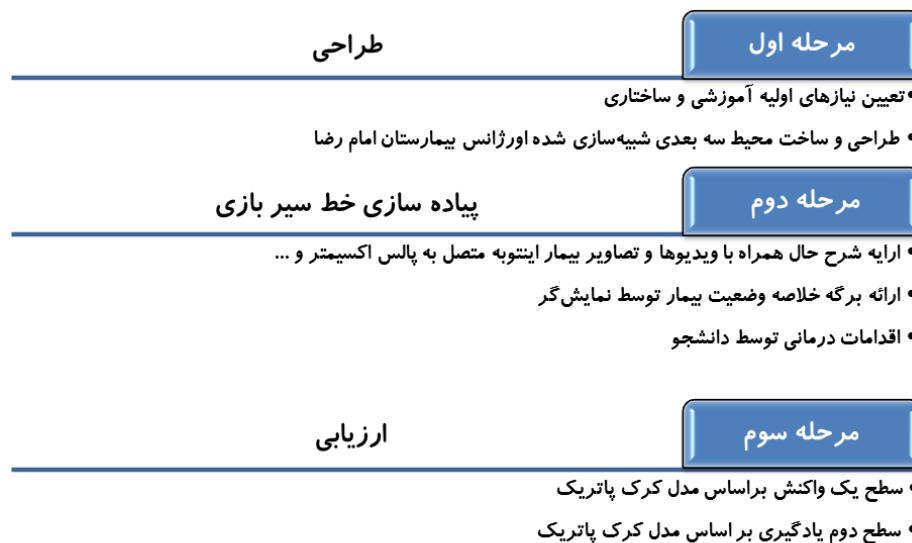 مرحله اول
طراحی
•تعیین نیازهای اولیه آموزشی و ساختاری
• طراحی و ساخت محیط سه بعدی شبیه‌سازی شده اورژانس بیمارستان امام رضا
مرحله دوم
پیاده سازی خط سیر بازی
• ارایه شرح حال همراه با ویدیوها و تصاویر بیمار اینتوبه متصل به پالس اکسیمتر و ...
• ارائه برگه خلاصه وضعیت بیمار توسط نمایش‌گر
• اقدامات درمانی توسط دانشجو
مرحله سوم
ارزیابی
• سطح یک واکنش براساس مدل کرک پاتریک
• سطح دوم یادگیری بر اساس مدل کرک پاتریک